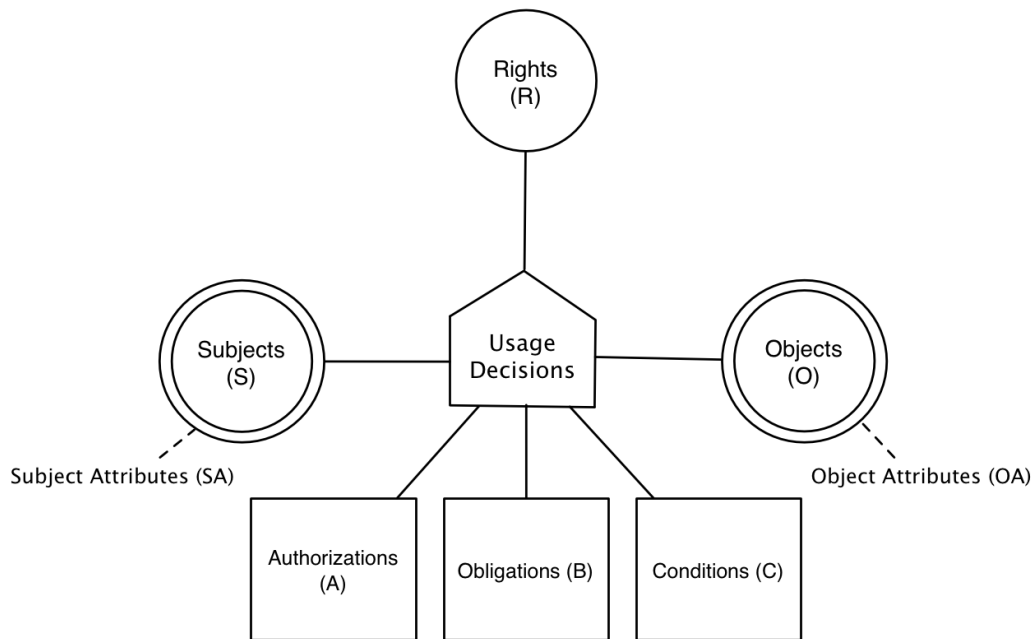 Rights
(R)
Subjects
(S)
Usage
Decisions
Objects
(O)
Subject Attributes (SA)
Object Attributes (OA)
Authorizations
(A)
Obligations (B)
Conditions (C)